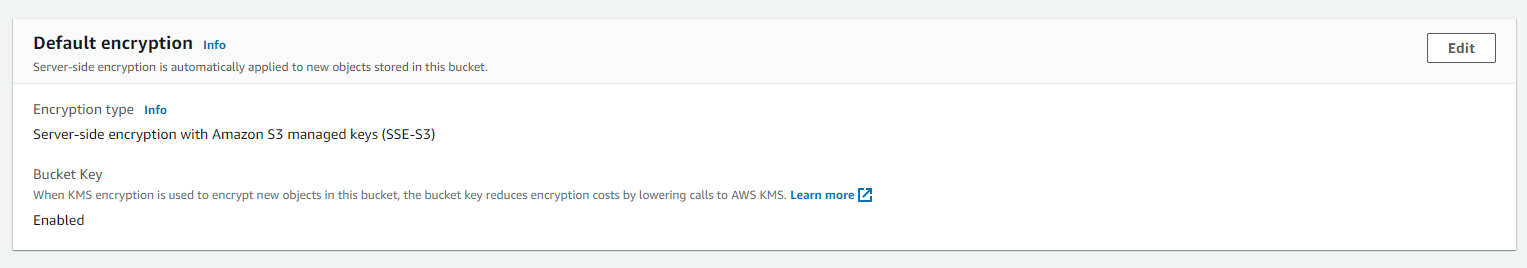 Default encryption Info
Edit
Server-side encryption is automatically applied to new objects stored in this bucket.
Encryption type Info
Server-side encryption with Amazon S3 managed keys (SSE-S3)
Bucket Key
When KMS encryption is used to encrypt new objects in this bucket, the bucket key reduces encryption costs by lowering calls to AWS KMS. Learn more
Enabled